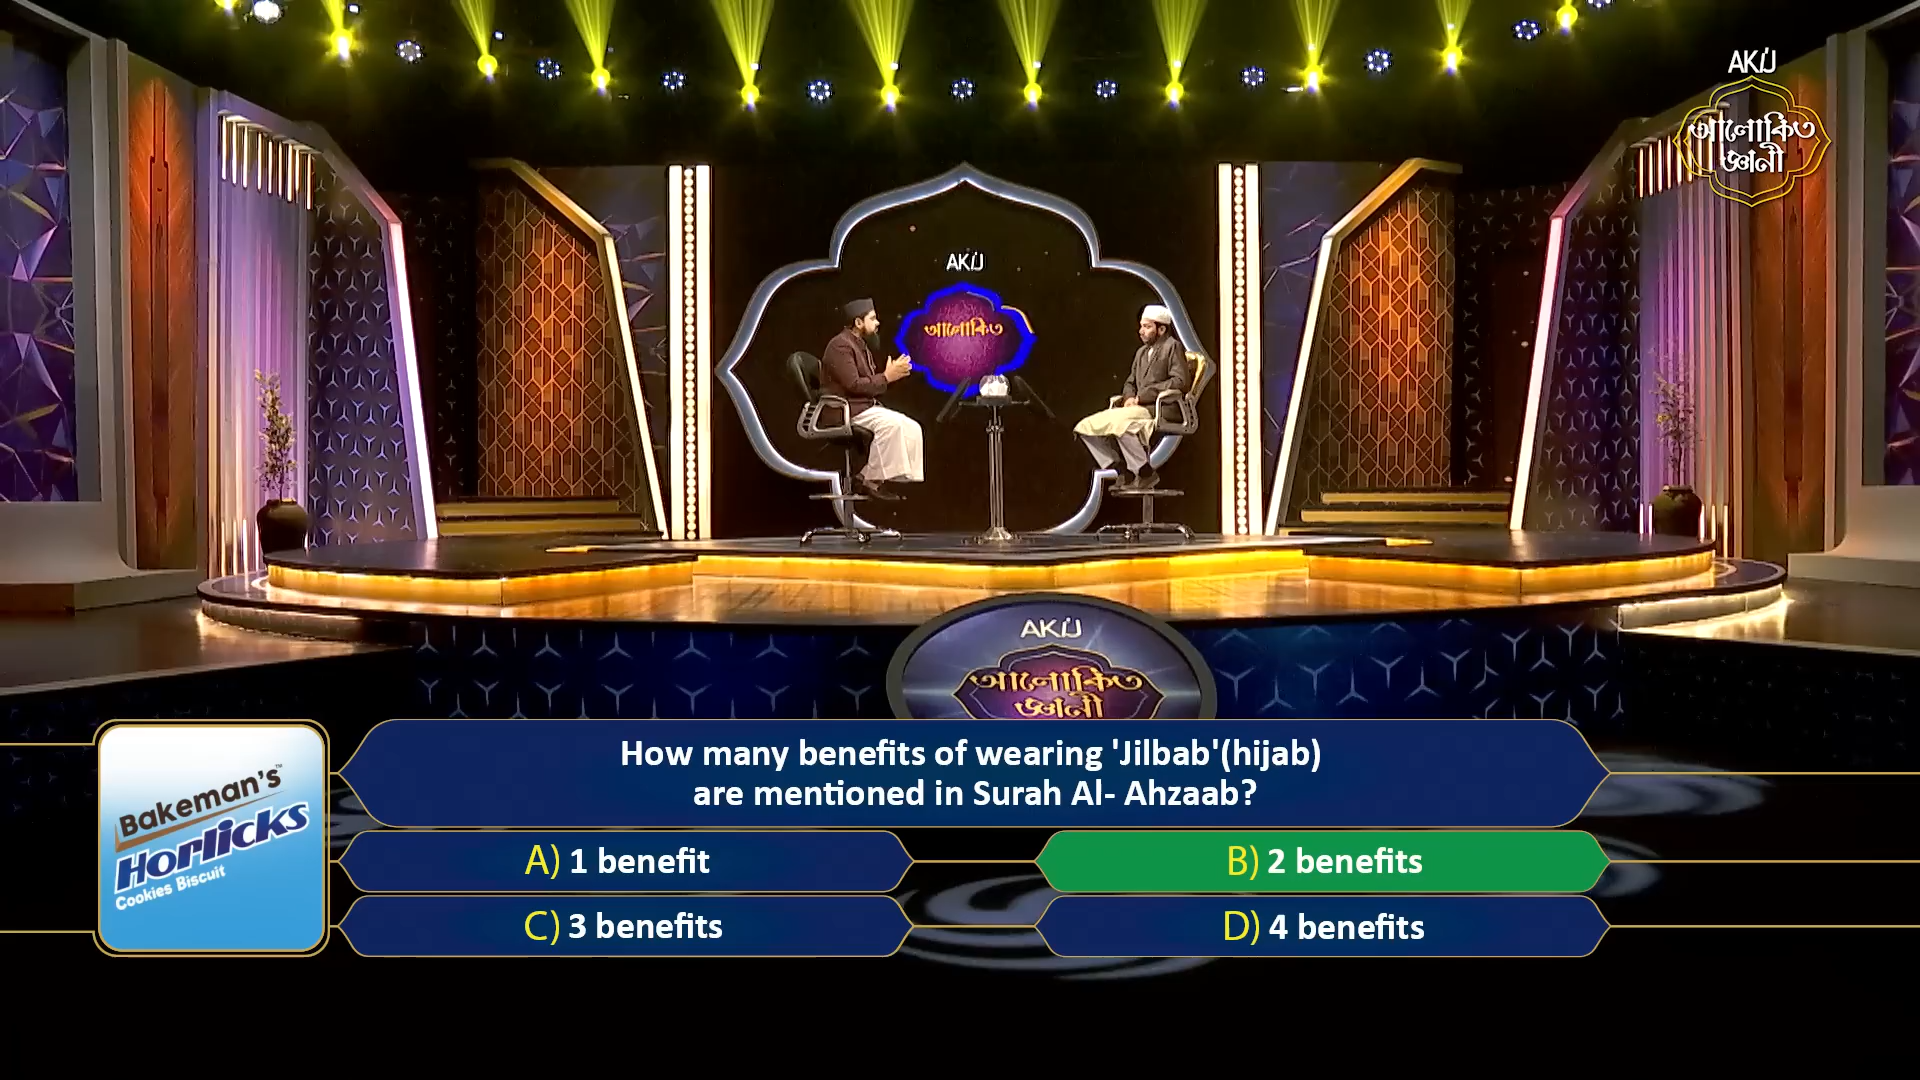 AKIJ
আলোকিত
জ্ঞানী
AKIJ
আলোকিত
AKIJ
আলোকিত
জ্ঞানী
Bakeman's™
Horlicks
Cookies Biscuit
How many benefits of wearing 'Jilbab'(hijab)
are mentioned in Surah Al- Ahzaab?
A) 1 benefit
B) 2 benefits
C) 3 benefits
D) 4 benefits